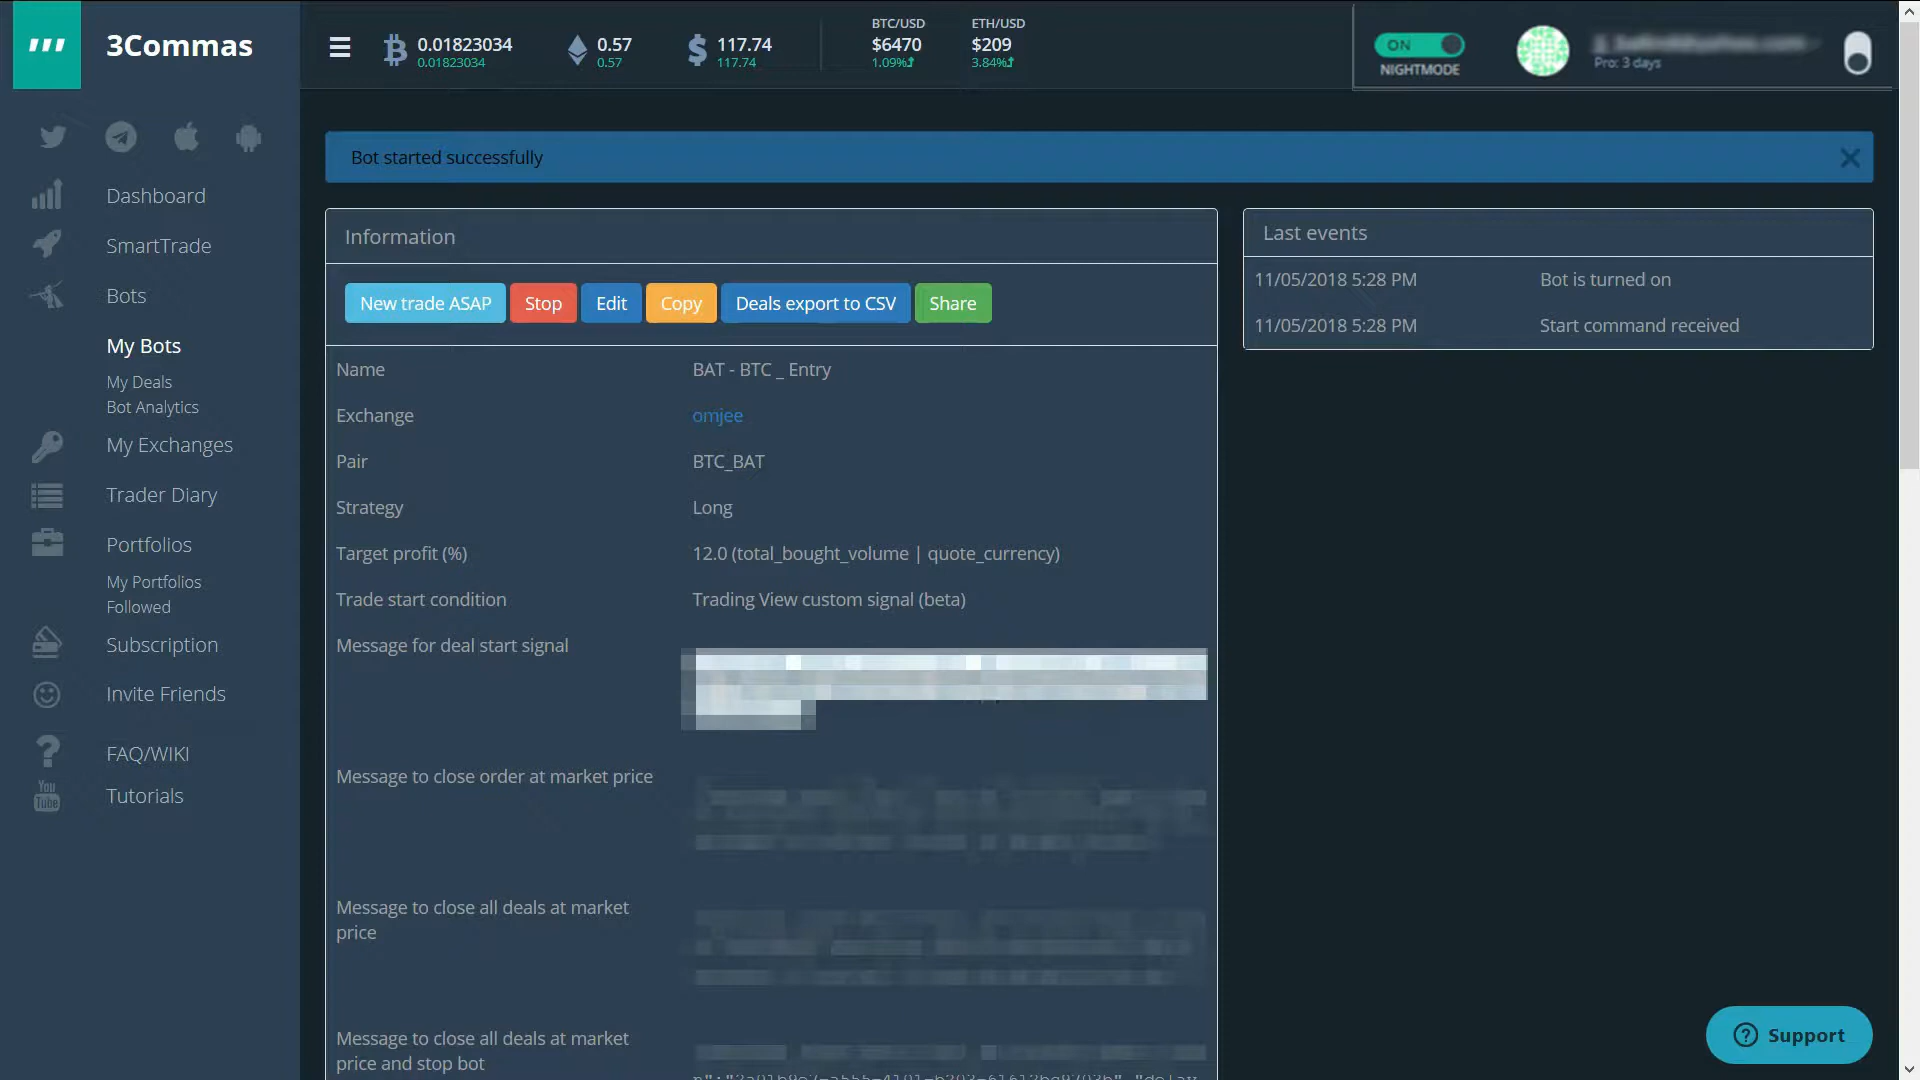 3Commas
0.01823034
0.01823034
0.57
0.57
117.74
117.74
BTC/USD
$6470
1.09%
ETH/USD
$209
3.84%
ON
NIGHTMODE
Pro: 3 days
Dashboard
SmartTrade
Bots
My Bots
My Deals
Bot Analytics
My Exchanges
Trader Diary
Portfolios
My Portfolios
Followed
Subscription
Invite Friends
FAQ/WIKI
You
Tube
Tutorials
Bot started successfully
Information
New trade ASAP
Stop
Edit
Copy
Deals export to CSV
Share
Name
BAT - BTC _ Entry
Exchange
omjee
Pair
BTC_BAT
Strategy
Long
Target profit (%)
12.0 (total_bought_volume | quote_currency)
Trade start condition
Trading View custom signal (beta)
Message for deal start signal
Message to close order at market price
Message to close all deals at market
price
Message to close all deals at market
price and stop bot
Last events
11/05/2018 5:28 PM
Bot is turned on
11/05/2018 5:28 PM
Start command received
Support